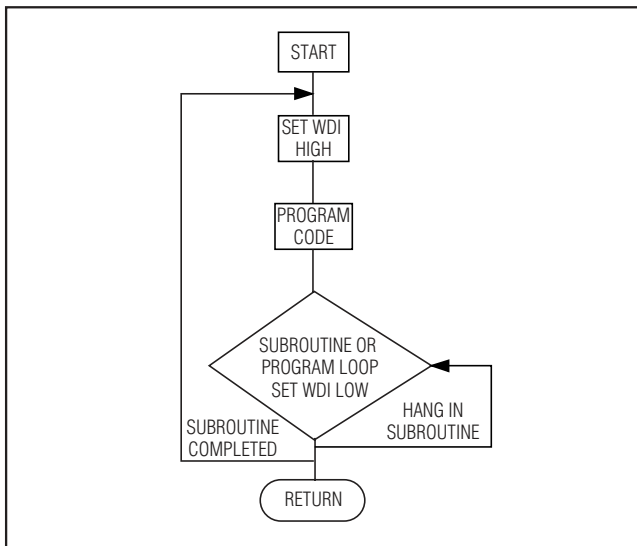 START
SET WDI
HIGH
PROGRAM
CODE
SUBROUTINE OR
PROGRAM LOOP
SET WDI LOW
SUBROUTINE
COMPLETED
HANG IN
SUBROUTINE
RETURN